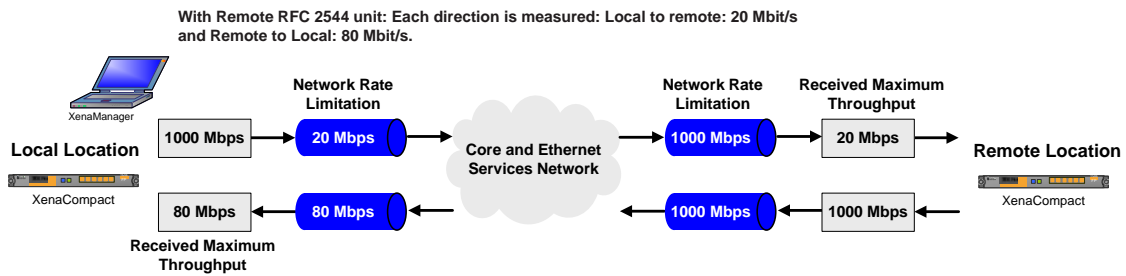 With Remote RFC 2544 unit: Each direction is measured: Local to remote: 20 Mbit/s
and Remote to Local: 80 Mbit/s.
XenaManager
Network Rate
Limitation
Network Rate
Limitation
Received Maximum
Throughput
1000 Mbps
20 Mbps
1000 Mbps
20 Mbps
Local Location
Core and Ethernet
Services Network
Remote Location
XenaCompact
XenaCompact
80 Mbps
80 Mbps
1000 Mbps
1000 Mbps
Received Maximum
Throughput